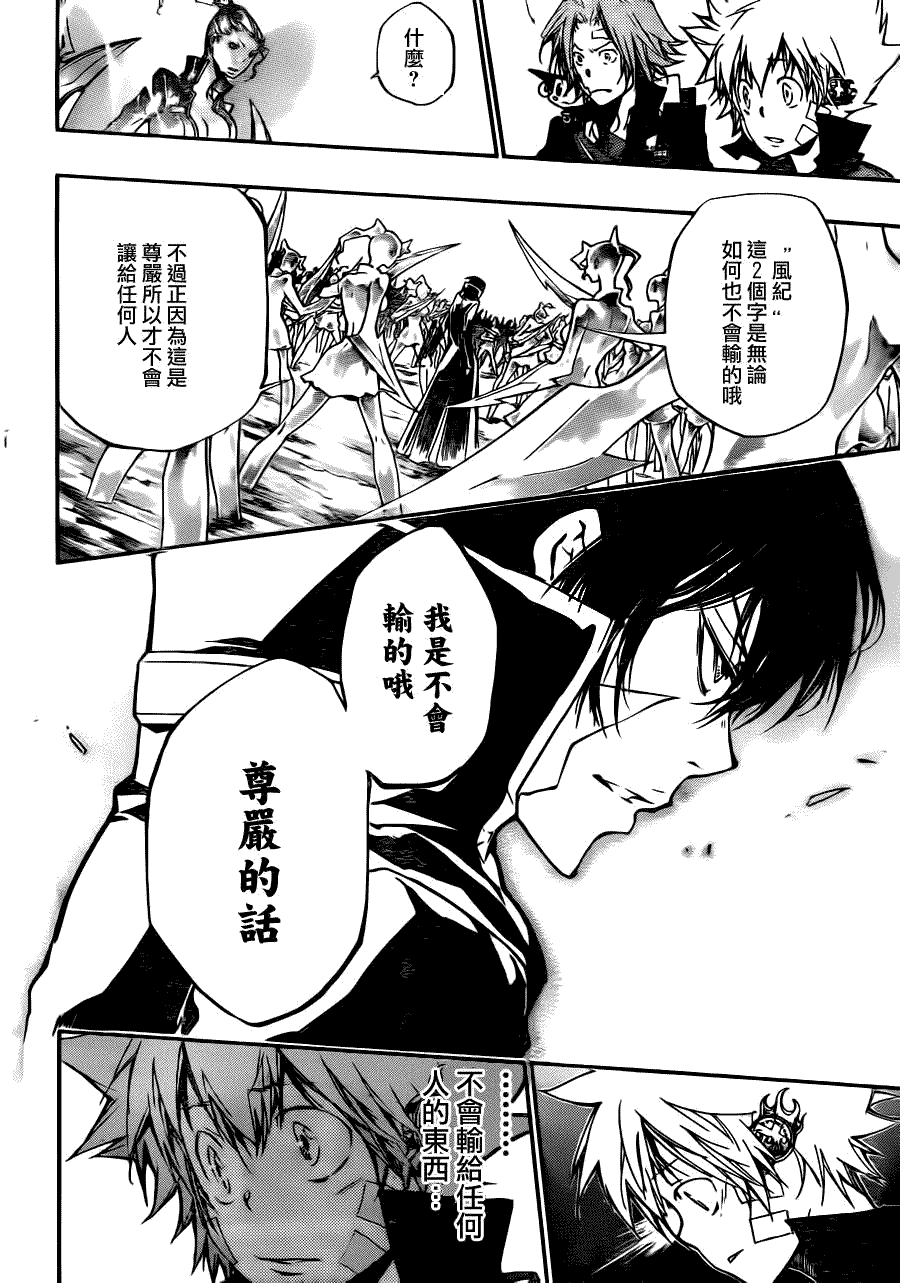 什麼?
”風紀“
這2個字是無論
如何也不會輸的哦
不過正因為這是
尊嚴所以才不會
讓給任何人
我是不會
輸的哦
尊嚴的話
………
不會輸給任何
人的東西…